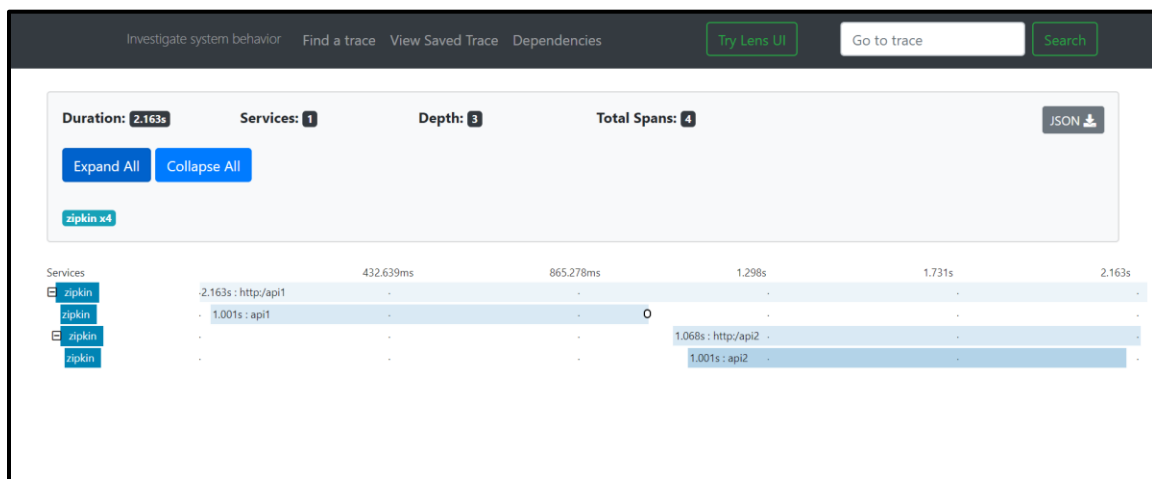 Investigate system behavior Find a trace View Saved Trace Dependencies Try Lens UI Go to trace Search
Duration: 2.163s Services: 1 Depth: 3 Total Spans: 4 JSON
Expand All Collapse All
zipkin x4
Services 432.639ms 865.278ms 1.298s 1.731s 2.163s
zipkin 2.163s : http:/api1
zipkin 1.001s : api1
zipkin 1.068s : http:/api2
zipkin 1.001s : api2